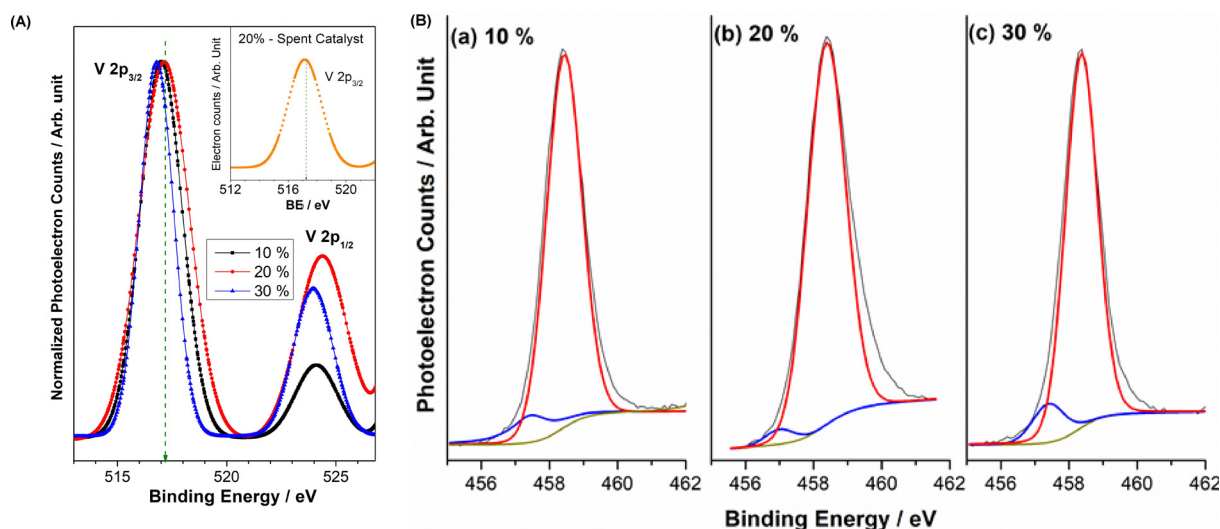 (A)
20% - Spent Catalyst
V 2p3/2
V 2p3/2
Electron counts / Arb. Unit
512 516 520
BE / eV
V 2p1/2
10 %
20 %
30 %
Normalized Photoelectron Counts / Arb. unit
515 520 525
Binding Energy / eV
(B)
(a) 10 %
(b) 20 %
(c) 30 %
Photoelectron Counts / Arb. Unit
456 458 460 462
456 458 460 462
456 458 460 462
Binding Energy / eV